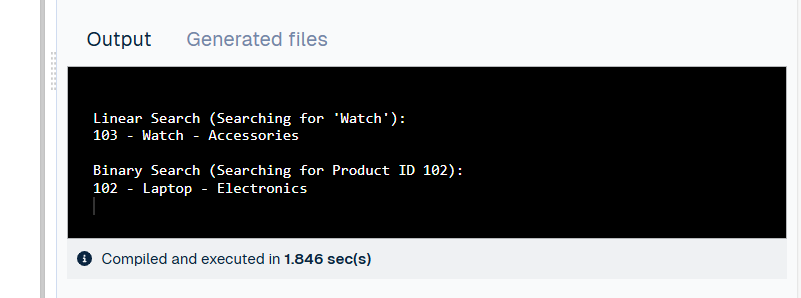 Output Generated files
Linear Search (Searching for 'Watch'):
103 - Watch - Accessories
Binary Search (Searching for Product ID 102):
102 - Laptop - Electronics
Compiled and executed in 1.846 sec(s)